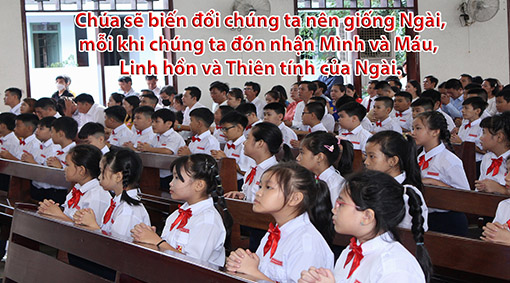 Chúa sẽ biến đổi chúng ta nên giống Ngài,
mỗi khi chúng ta đón nhận Mình và Máu,
Linh hồn và Thiên tính của Ngài.